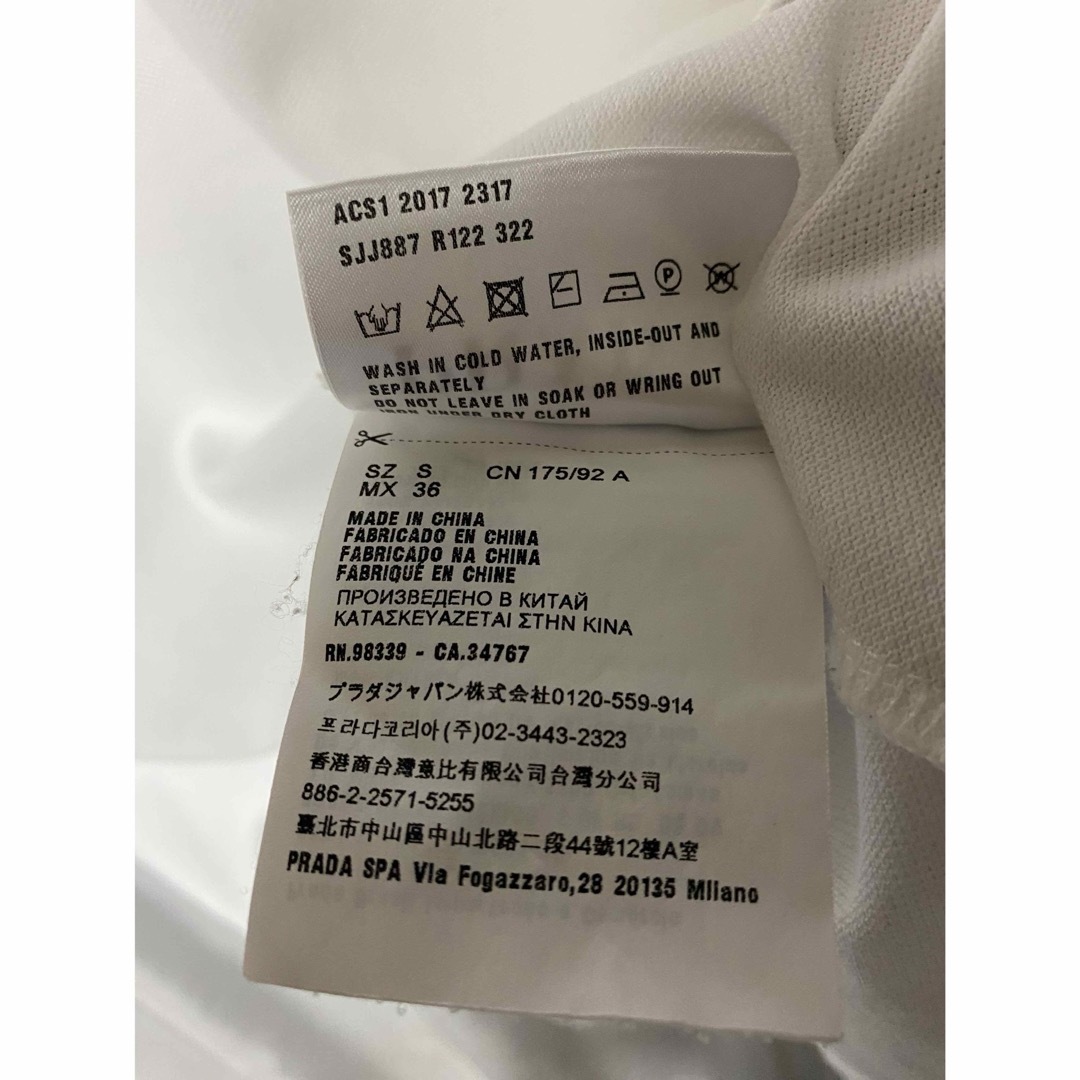 ACS1 2017 2317
SJJ887 R122 322
P
W
WASH IN COLD WATER, INSIDE-OUT AND
SEPARATELY
DO NOT LEAVE IN SOAK OR WRING OUT
IRON UNDER DRY CLOTH
SZ S CN 175/92 A
MX 36
MADE IN CHINA
FABRICADO EN CHINA
FABRICADO NA CHINA
FABRIQUÉ EN CHINE
ПРОИЗВЕДЕНО В КИТАЙ
ΚΑΤΑΣΚΕΥΑΖΕΤΑΙ ΣΤΗΝ ΚΙΝΑ
RN.98339 - CA.34767
プラダジャパン株式会社0120-559-914
프라다코리아(주)02-3443-2323
香港商台灣意比有限公司台灣分公司
886-2-2571-5255
臺北市中山區中山北路二段44號12樓A室
PRADA SPA Via Fogazzaro,28 20135 Milano